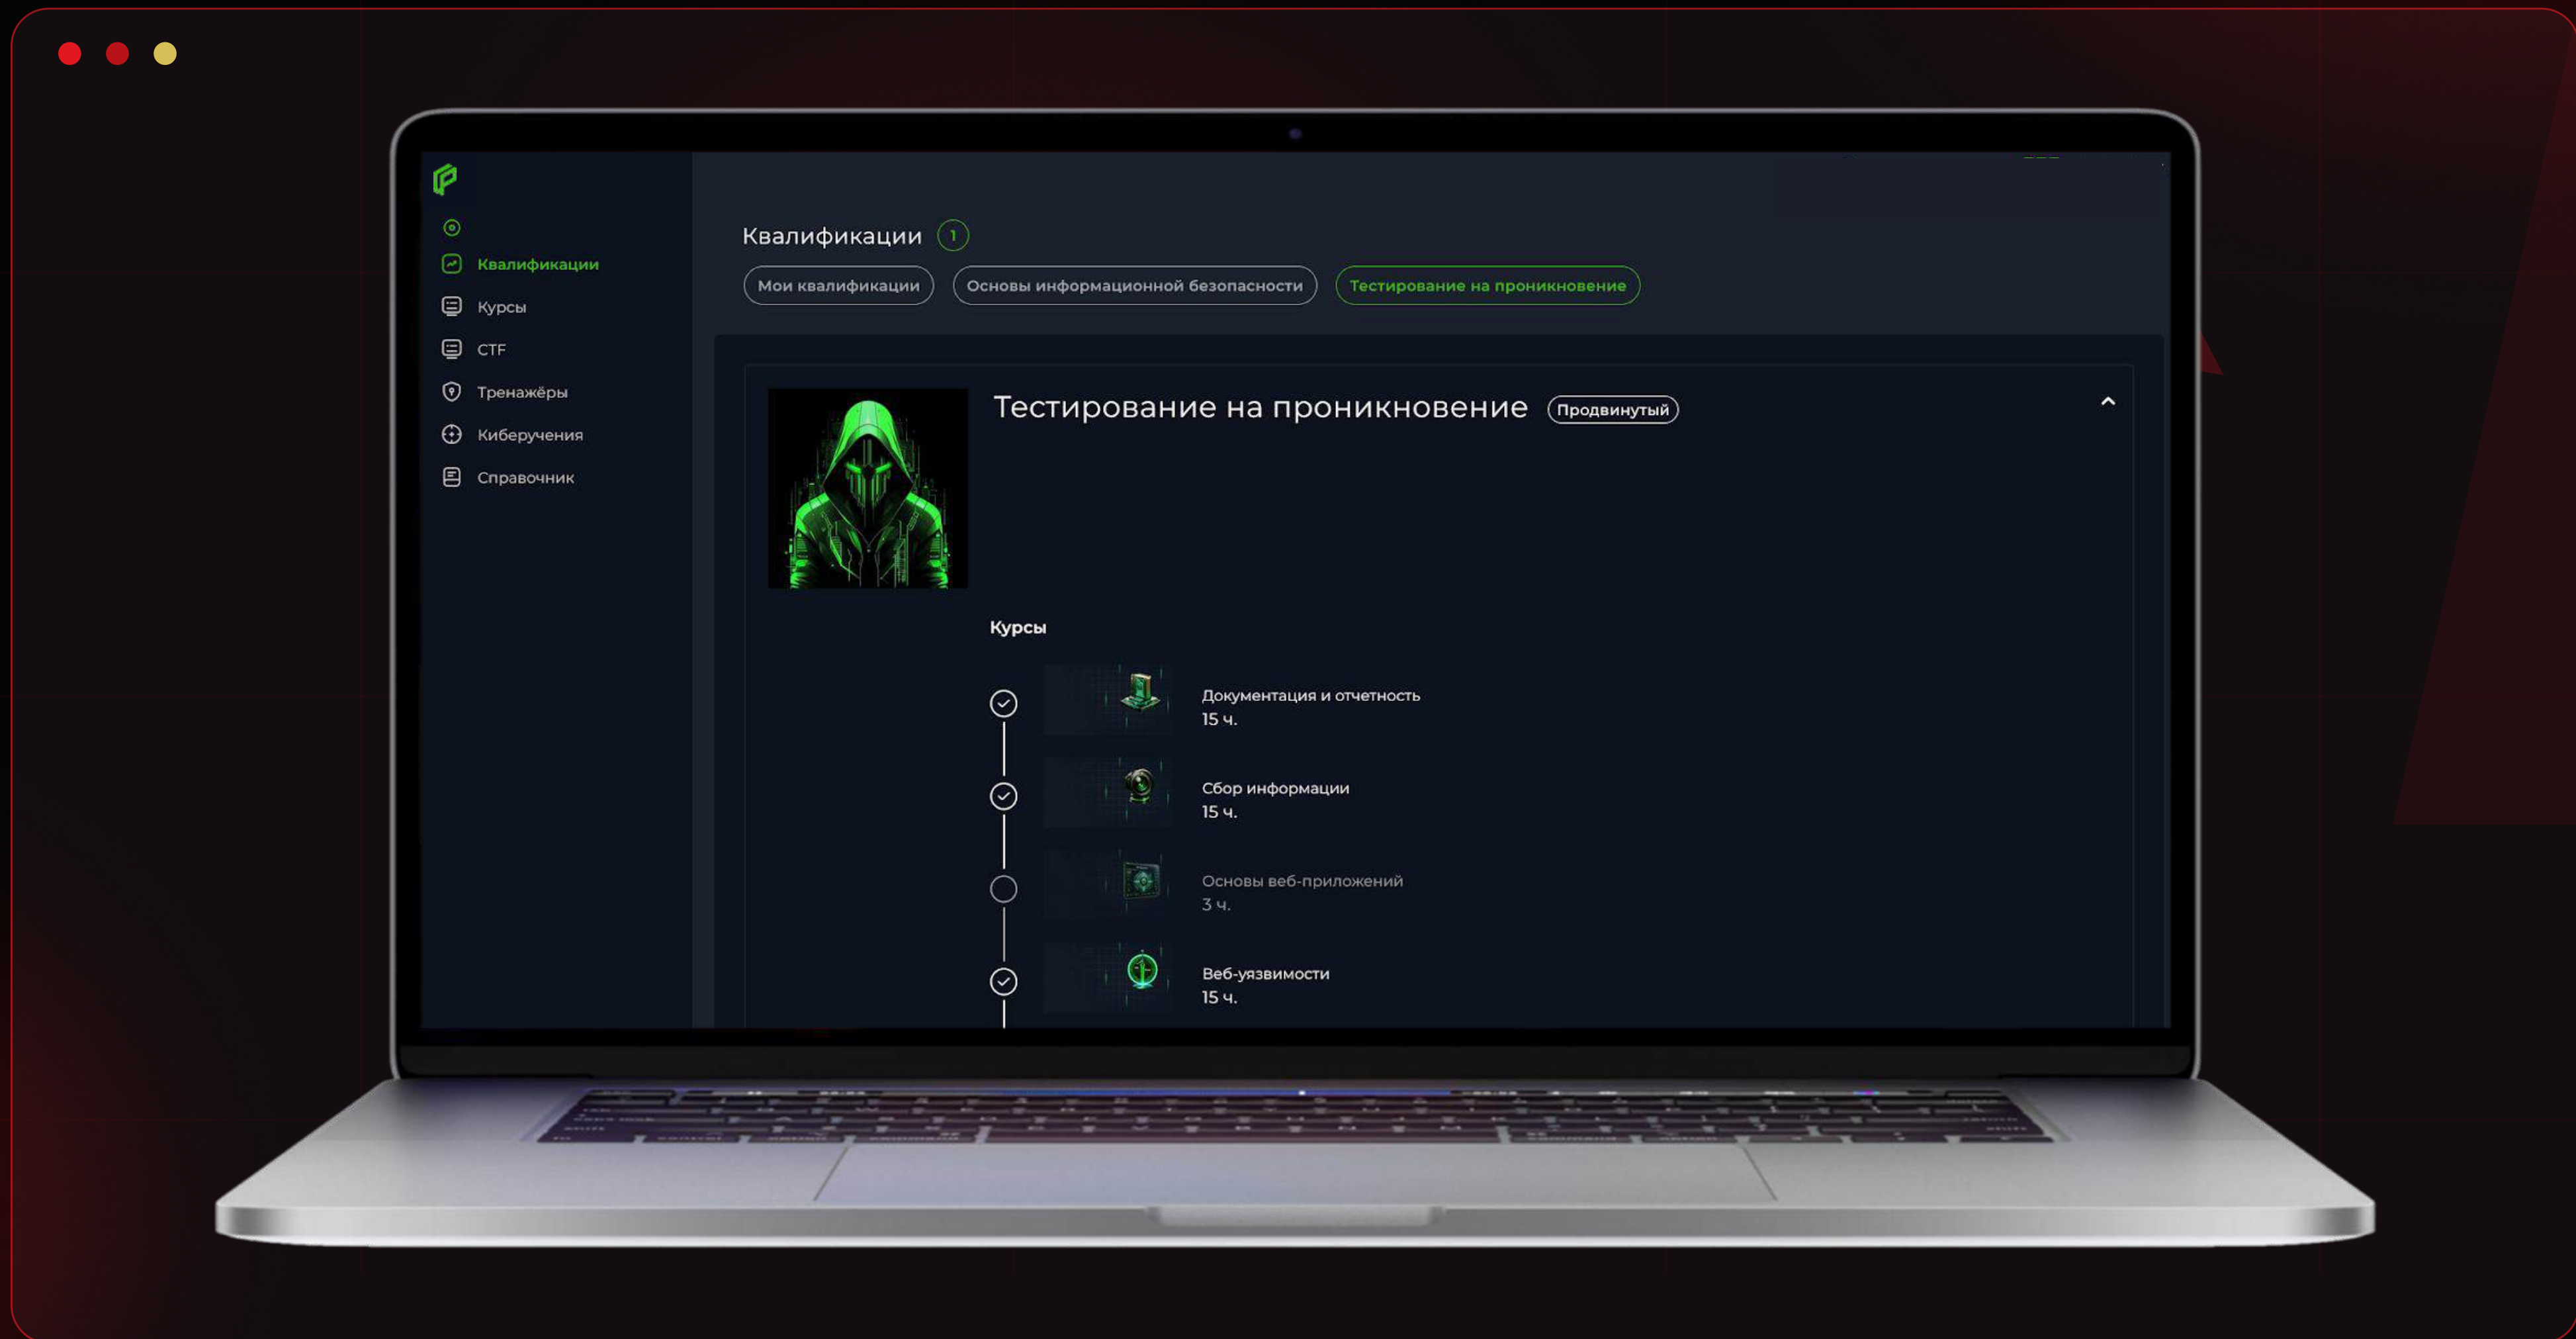 Квалификации
Курсы
CTF
Тренажёры
Киберучения
Справочник
Квалификации 1
Мои квалификации Основы информационной безопасности Тестирование на проникновение
Тестирование на проникновение Продвинутый
Курсы
Документация и отчетность
15 ч.
Сбор информации
15 ч.
Основы веб-приложений
3 ч.
Веб-уязвимости
15 ч.